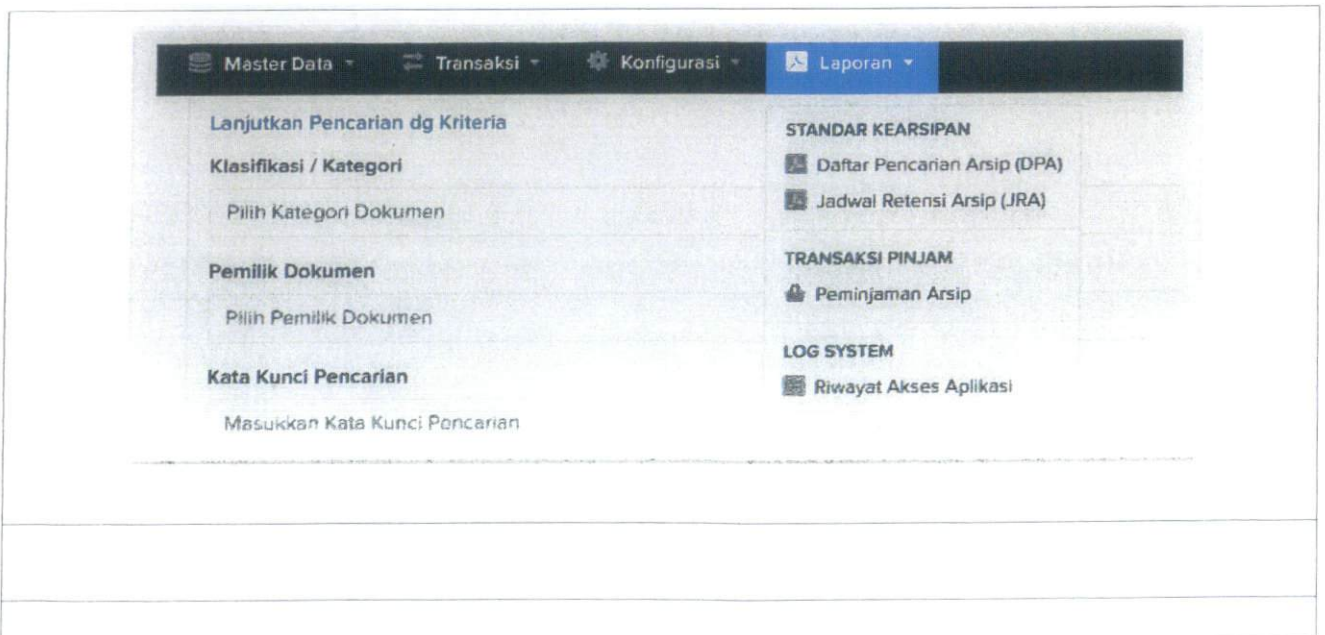 Master Data
Transaksi
Konfigurasi
Laporan
Lanjutkan Pencarian dg Kriteria
Klasifikasi / Kategori
Pilih Kategori Dokumen
Pemilik Dokumen
Pilih Pemilik Dokumen
Kata Kunci Pencarian
Masukkan Kata Kunci Pencarian
STANDAR KEARSIPAN
Daftar Pencarian Arsip (DPA)
Jadwal Retensi Arsip (JRA)
TRANSAKSI PINJAM
Peminjaman Arsip
LOG SYSTEM
Riwayat Akses Aplikasi